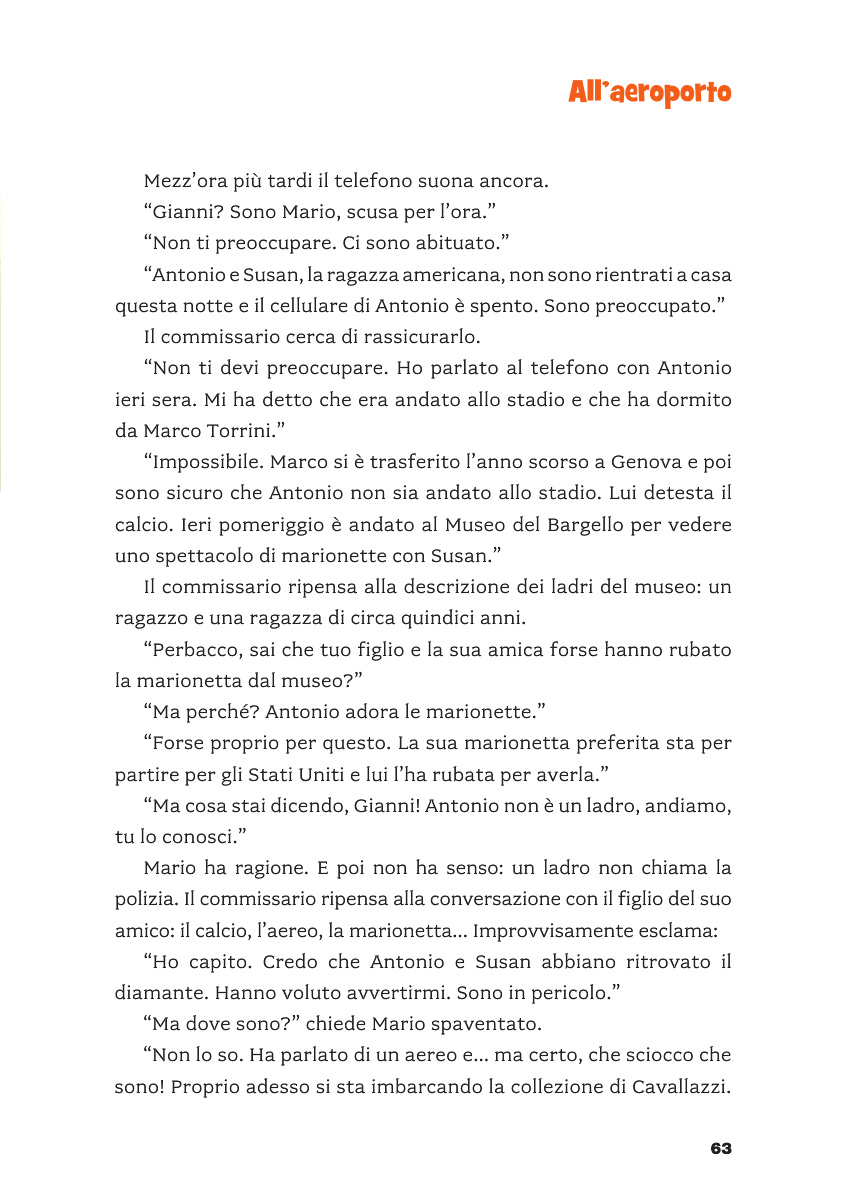 All’aeroporto
Mezz’ora più tardi il telefono suona ancora.
“Gianni? Sono Mario, scusa per l’ora.”
“Non ti preoccupare. Ci sono abituato.”
“Antonio e Susan, la ragazza americana, non sono rientrati a casa
questa notte e il cellulare di Antonio è spento. Sono preoccupato.”
Il commissario cerca di rassicurarlo.
“Non ti devi preoccupare. Ho parlato al telefono con Antonio
ieri sera. Mi ha detto che era andato allo stadio e che ha dormito
da Marco Torrini.”
“Impossibile. Marco si è trasferito l’anno scorso a Genova e poi
sono sicuro che Antonio non sia andato allo stadio. Lui detesta il
calcio. Ieri pomeriggio è andato al Museo del Bargello per vedere
uno spettacolo di marionette con Susan.”
Il commissario ripensa alla descrizione dei ladri del museo: un
ragazzo e una ragazza di circa quindici anni.
“Perbacco, sai che tuo figlio e la sua amica forse hanno rubato
la marionetta dal museo?”
“Ma perché? Antonio adora le marionette.”
“Forse proprio per questo. La sua marionetta preferita sta per
partire per gli Stati Uniti e lui l’ha rubata per averla.”
“Ma cosa stai dicendo, Gianni! Antonio non è un ladro, andiamo,
tu lo conosci.”
Mario ha ragione. E poi non ha senso: un ladro non chiama la
polizia. Il commissario ripensa alla conversazione con il figlio del suo
amico: il calcio, l’aereo, la marionetta... Improvvisamente esclama:
“Ho capito. Credo che Antonio e Susan abbiano ritrovato il
diamante. Hanno voluto avvertirmi. Sono in pericolo.”
“Ma dove sono?” chiede Mario spaventato.
“Non lo so. Ha parlato di un aereo e... ma certo, che sciocco che
sono! Proprio adesso si sta imbarcando la collezione di Cavallazzi.
63